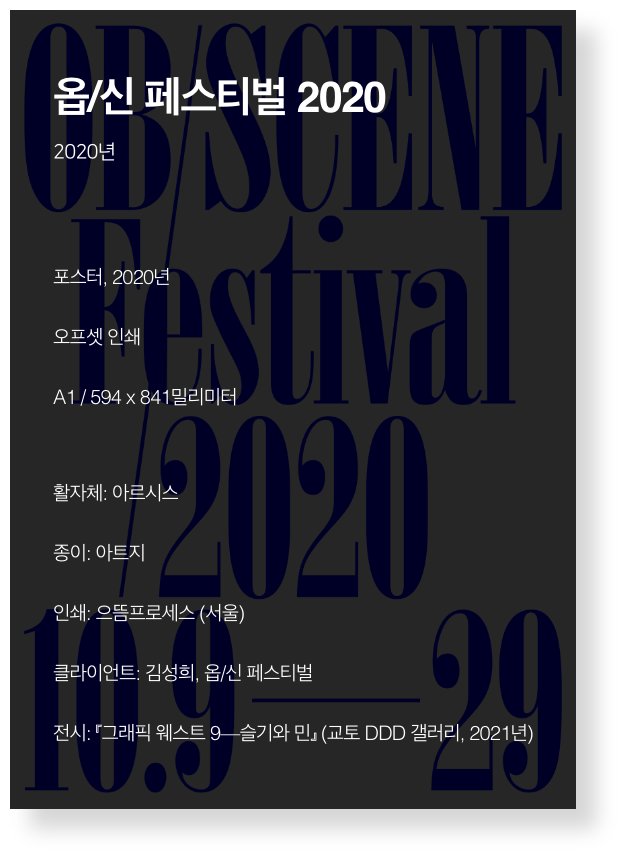 OB/SCENE
옵/신 페스티벌 2020
2020년
Festival
포스터, 2020년
오프셋 인쇄
A1 / 594 x 841밀리미터
/2020
활자체: 아르시스
종이: 아트지
인쇄: 으뜸프로세스 (서울)
10.9—29
클라이언트: 김성희, 옵/신 페스티벌
전시: 『그래픽 웨스트 9—슬기와 민』 (교토 DDD 갤러리, 2021년)